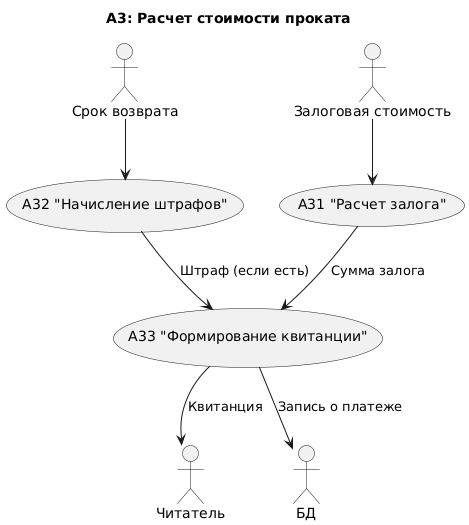 А3: Расчет стоимости проката
Срок возврата
Залоговая стоимость
А32 "Начисление штрафов"
А31 "Расчет залога"
Штраф (если есть)
Сумма залога
А33 "Формирование квитанции"
Квитанция
Запись о платеже
Читатель
БД